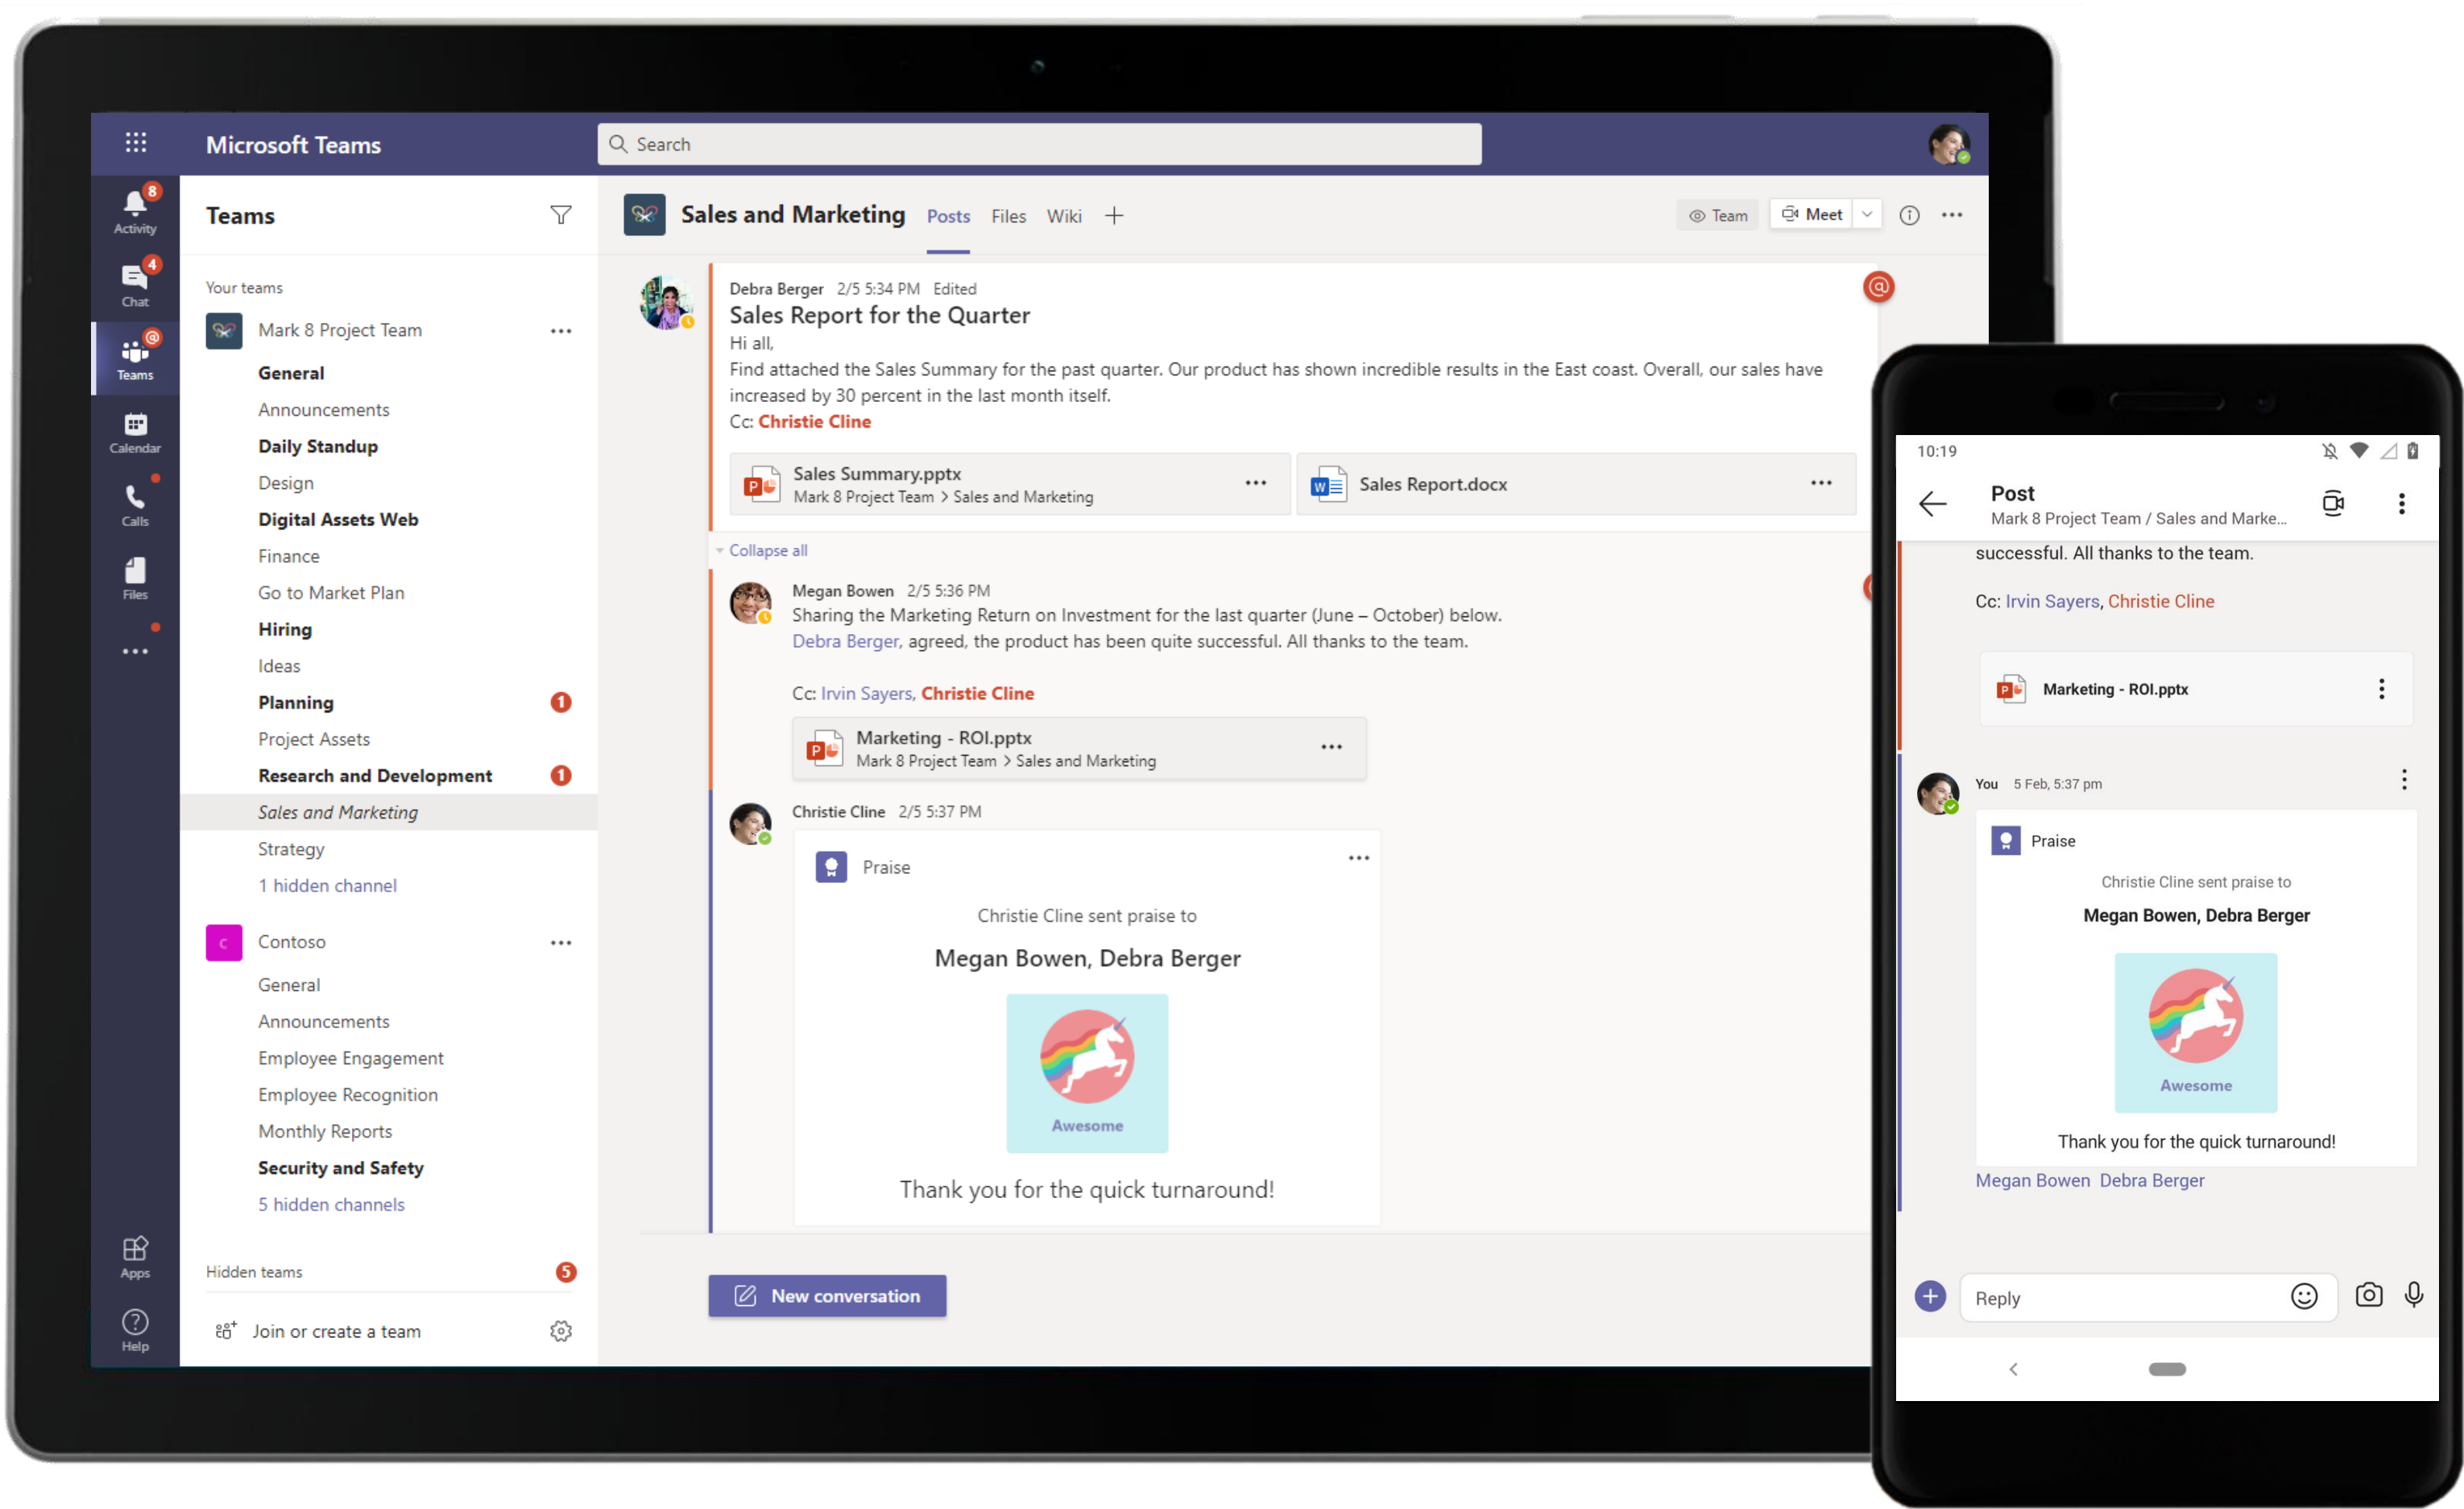 Microsoft Teams
Search
8
Activity
4
Chat
@
Teams
Calendar
Calls
Files
Apps
Help
Teams
Your teams
Mark 8 Project Team
General
Announcements
Daily Standup
Design
Digital Assets Web
Finance
Go to Market Plan
Hiring
Ideas
Planning 1
Project Assets
Research and Development 1
Sales and Marketing
Strategy
1 hidden channel
C Contoso
General
Announcements
Employee Engagement
Employee Recognition
Monthly Reports
Security and Safety
5 hidden channels
Hidden teams 5
Join or create a team
Sales and Marketing Posts Files Wiki
Team Meet
Debra Berger 2/5 5:34 PM Edited
@
Sales Report for the Quarter
Hi all,
Find attached the Sales Summary for the past quarter. Our product has shown incredible results in the East coast. Overall, our sales have
increased by 30 percent in the last month itself.
Cc: Christie Cline
P Sales Summary.pptx
Mark 8 Project Team > Sales and Marketing
W Sales Report.docx
Collapse all
Megan Bowen 2/5 5:36 PM
Sharing the Marketing Return on Investment for the last quarter (June – October) below.
Debra Berger, agreed, the product has been quite successful. All thanks to the team.
Cc: Irvin Sayers, Christie Cline
P Marketing - ROI.pptx
Mark 8 Project Team > Sales and Marketing
Christie Cline 2/5 5:37 PM
Praise
Christie Cline sent praise to
Megan Bowen, Debra Berger
Awesome
Thank you for the quick turnaround!
New conversation
10:19
Post
Mark 8 Project Team / Sales and Marke...
successful. All thanks to the team.
Cc: Irvin Sayers, Christie Cline
P Marketing - ROI.pptx
You 5 Feb, 5:37 pm
Praise
Christie Cline sent praise to
Megan Bowen, Debra Berger
Awesome
Thank you for the quick turnaround!
Megan Bowen Debra Berger
Reply